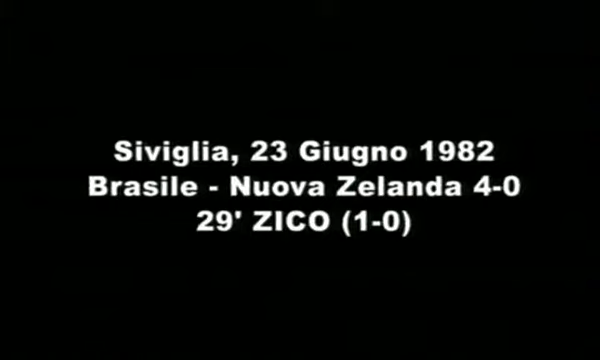 Siviglia, 23 Giugno 1982
Brasile - Nuova Zelanda 4-0
29' ZICO (1-0)